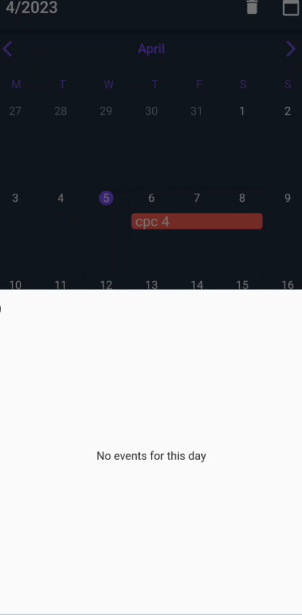 4/2023
April
M T W T F S S
27 28 29 30 31 1 2
3 4 5 6 7 8 9
cpc 4
10 11 12 13 14 15 16
No events for this day